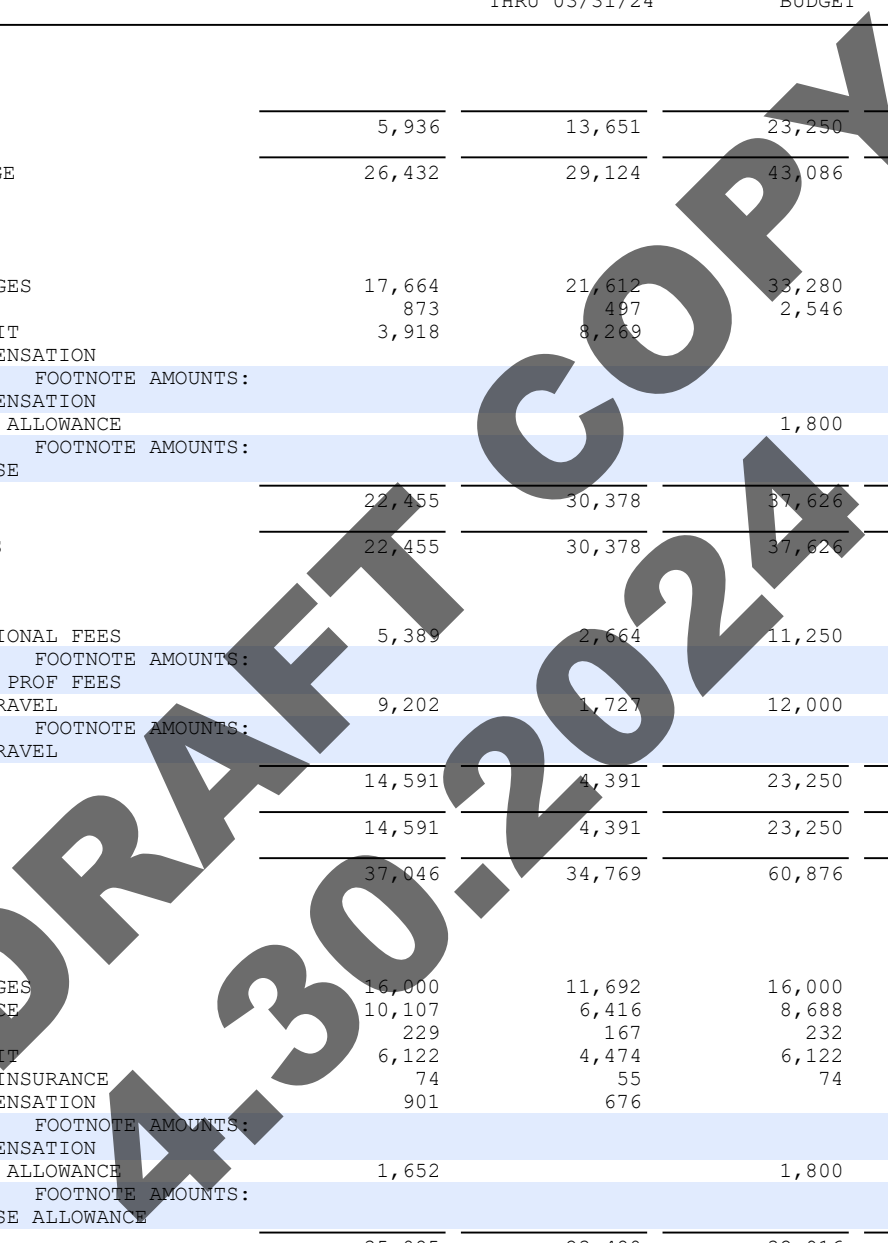 THRU 03/31/24 BUDGET
5,936 13,651 23,250
GE 26,432 29,124 43,086
GES 17,664 21,612 33,280
873 497 2,546
IT 3,918 8,269
ENSATION
FOOTNOTE AMOUNTS:
ENSATION
ALLOWANCE 1,800
FOOTNOTE AMOUNTS:
SE
22,455 30,378 37,626
S 22,455 30,378 37,626
IONAL FEES 5,389 2,664 11,250
FOOTNOTE AMOUNTS:
PROF FEES
RAVEL 9,202 1,727 12,000
FOOTNOTE AMOUNTS:
RAVEL
14,591 4,391 23,250
14,591 4,391 23,250
37,046 34,769 60,876
GES 16,000 11,692 16,000
CE 10,107 6,416 8,688
229 167 232
IT 6,122 4,474 6,122
INSURANCE 74 55 74
ENSATION 901 676
FOOTNOTE AMOUNTS:
ENSATION
ALLOWANCE 1,652 1,800
FOOTNOTE AMOUNTS:
SE ALLOWANCE
DRAFT COPY
4.30.2024